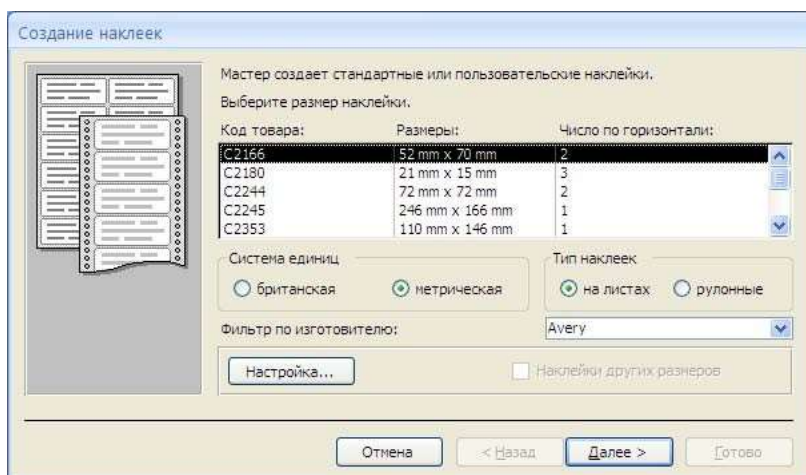 Создание наклеек
Мастер создает стандартные или пользовательские наклейки.
Выберите размер наклейки.
Код товара: Размеры: Число по горизонтали:
C2166 52 mm x 70 mm 2
C2180 21 mm x 15 mm 3
C2244 72 mm x 72 mm 2
C2245 246 mm x 166 mm 1
C2353 110 mm x 146 mm 1
Система единиц Тип наклеек
британская метрическая на листах рулонные
Фильтр по изготовителю: Avery
Настройка... Наклейки других размеров
Отмена < Назад Далее > Готово